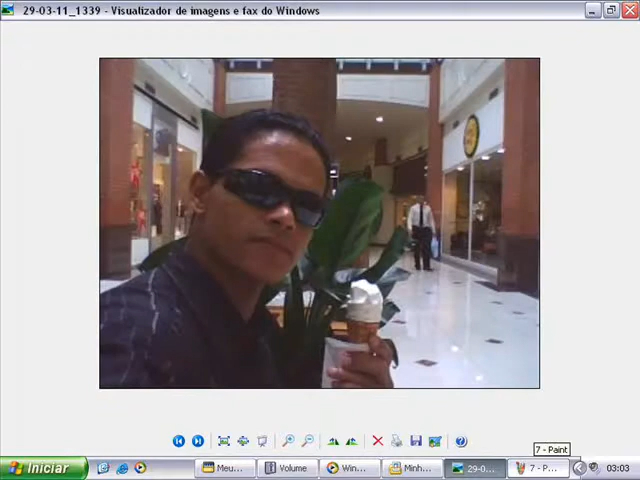 29-03-11_1339 - Visualizador de imagens e fax do Windows
7 - Paint
Iniciar
Meu...
Volume
Win...
Minh...
29-0...
7 - P...
03:03